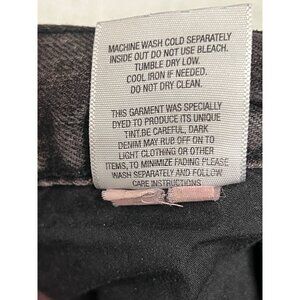 MACHINE WASH COLD SEPARATELY
INSIDE OUT DO NOT USE BLEACH.
TUMBLE DRY LOW.
COOL IRON IF NEEDED.
DO NOT DRY CLEAN.
THIS GARMENT WAS SPECIALLY
DYED TO PRODUCE ITS UNIQUE
TINT.BE CAREFUL, DARK
DENIM MAY RUB OFF ON TO
LIGHT CLOTHING OR OTHER
ITEMS, TO MINIMIZE FADING PLEASE
WASH SEPARATELY AND FOLLOW
CARE INSTRUCTIONS